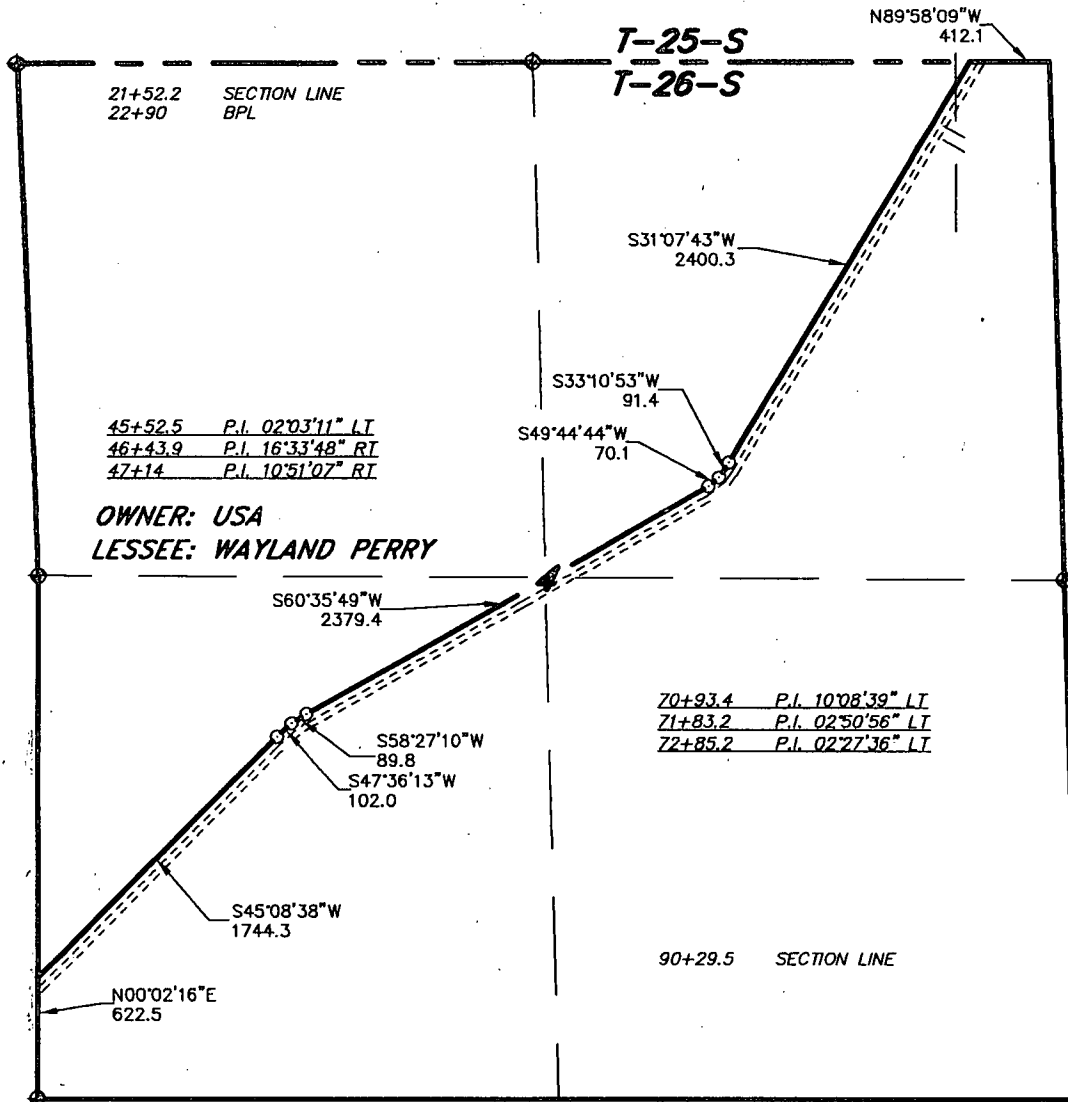 N89°58'09"W
412.1
T-25-S
T-26-S
21+52.2 SECTION LINE
22+90 BPL
S31°07'43"W
2400.3
S33°10'53"W
91.4
S49°44'44"W
70.1
45+52.5 P.I. 02°03'11" LT
46+43.9 P.I. 16°33'48" RT
47+14 P.I. 10°51'07" RT
OWNER: USA
LESSEE: WAYLAND PERRY
S60°35'49"W
2379.4
70+93.4 P.I. 10°08'39" LT
71+83.2 P.I. 02°50'56" LT
72+85.2 P.I. 02°27'36" LT
S58°27'10"W
89.8
S47°36'13"W
102.0
S45°08'38"W
1744.3
90+29.5 SECTION LINE
N00°02'16"E
622.5